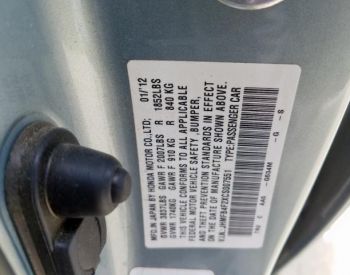 MFD.IN JAPAN BY HONDA MOTOR CO.,LTD. 01/12
GVWR 3857LBS GAWR F 2007LBS R 1852LBS
GVWR 1740KG GAWR F 910 KG R 840 KG
THIS VEHICLE CONFORMS TO ALL APPLICABLE
FEDERAL MOTOR VEHICLE SAFETY ,BUMPER,
AND THEFT PREVENTION STANDARDS IN EFFECT
ON THE DATE OF MANUFACTURE SHOWN ABOVE.
TYPE:PASSENGER CAR